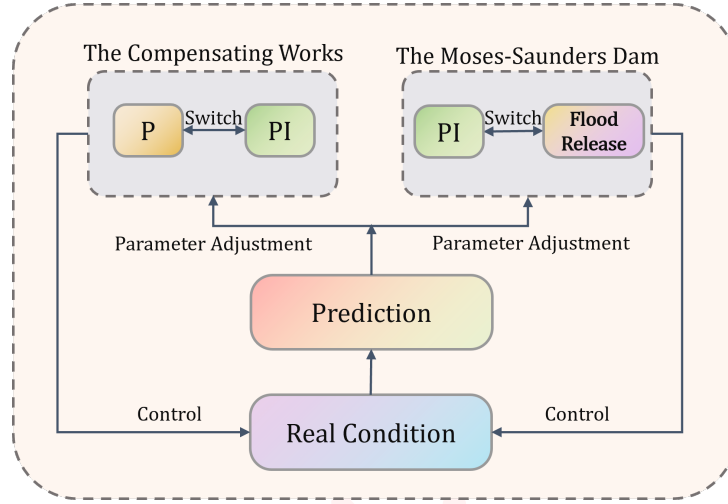 The Compensating Works
The Moses-Saunders Dam
P
Switch
PI
PI
Switch
Flood
Release
Parameter Adjustment
Parameter Adjustment
Prediction
Control
Real Condition
Control